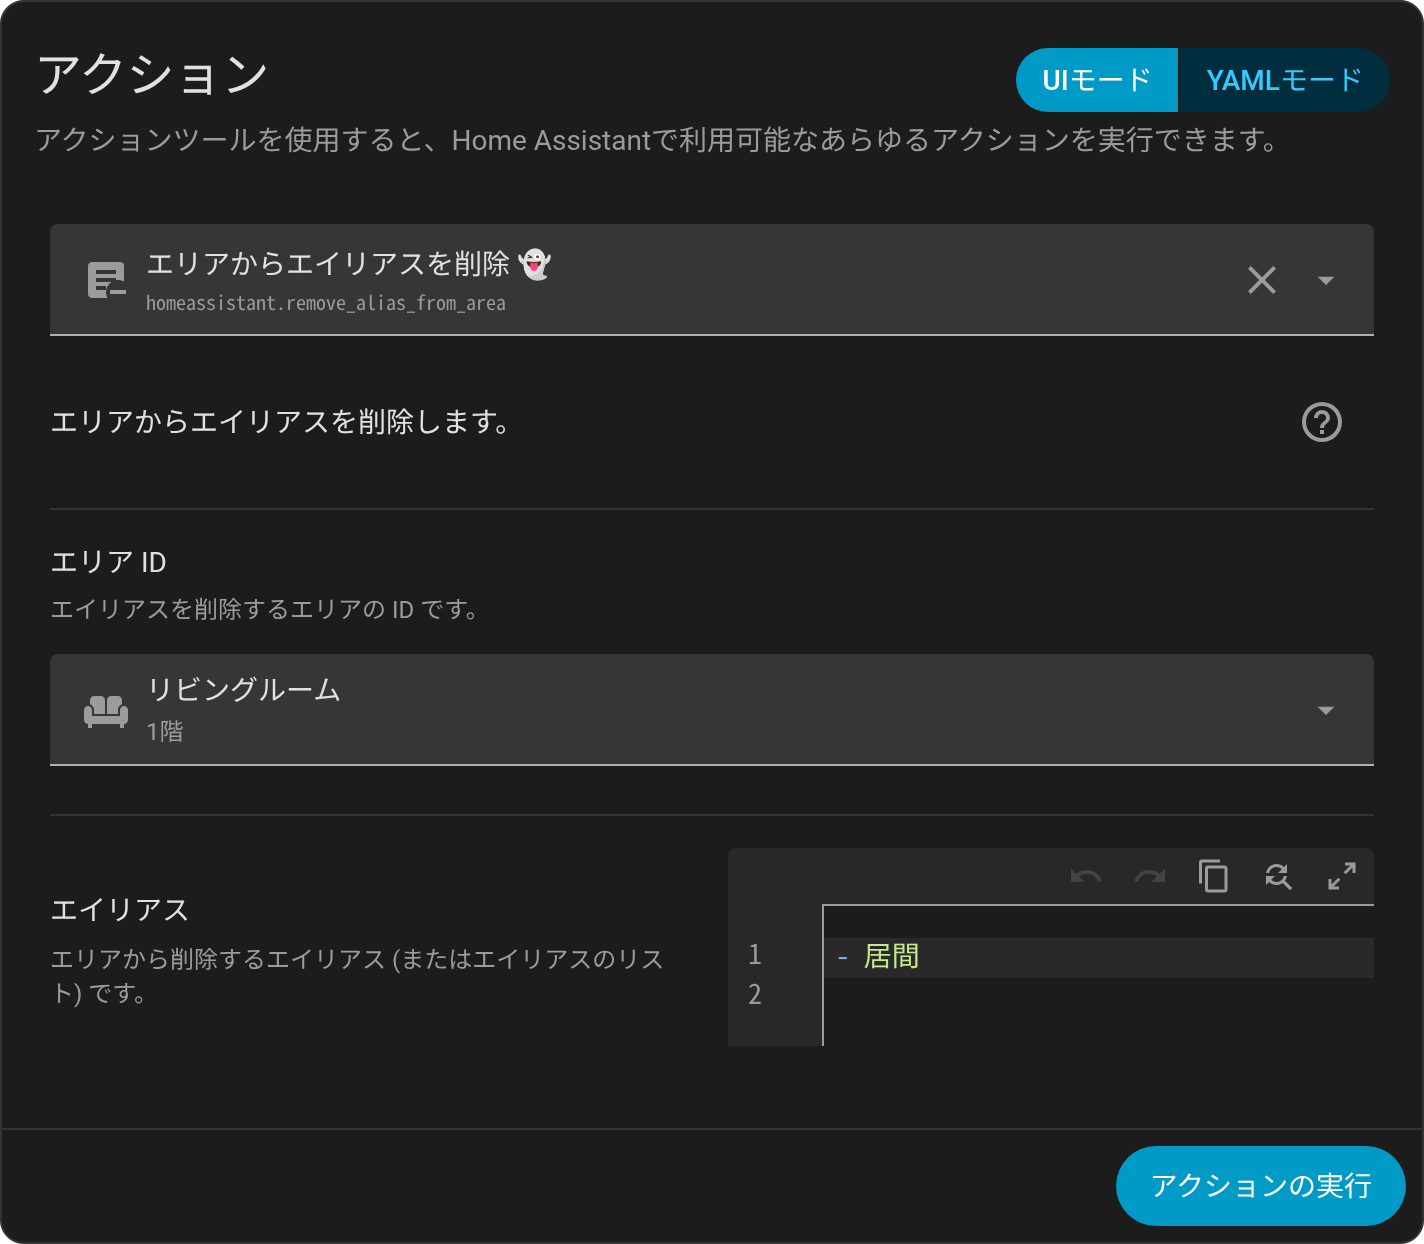 アクション
UIモード
YAMLモード
アクションツールを使用すると、Home Assistantで利用可能なあらゆるアクションを実行できます。
エリアからエイリアスを削除 👻
homeassistant.remove_alias_from_area
エリアからエイリアスを削除します。
エリア ID
エイリアスを削除するエリアの ID です。
リビングルーム
1階
エイリアス
エリアから削除するエイリアス (またはエイリアスのリス
ト) です。
1
- 居間
2
アクションの実行